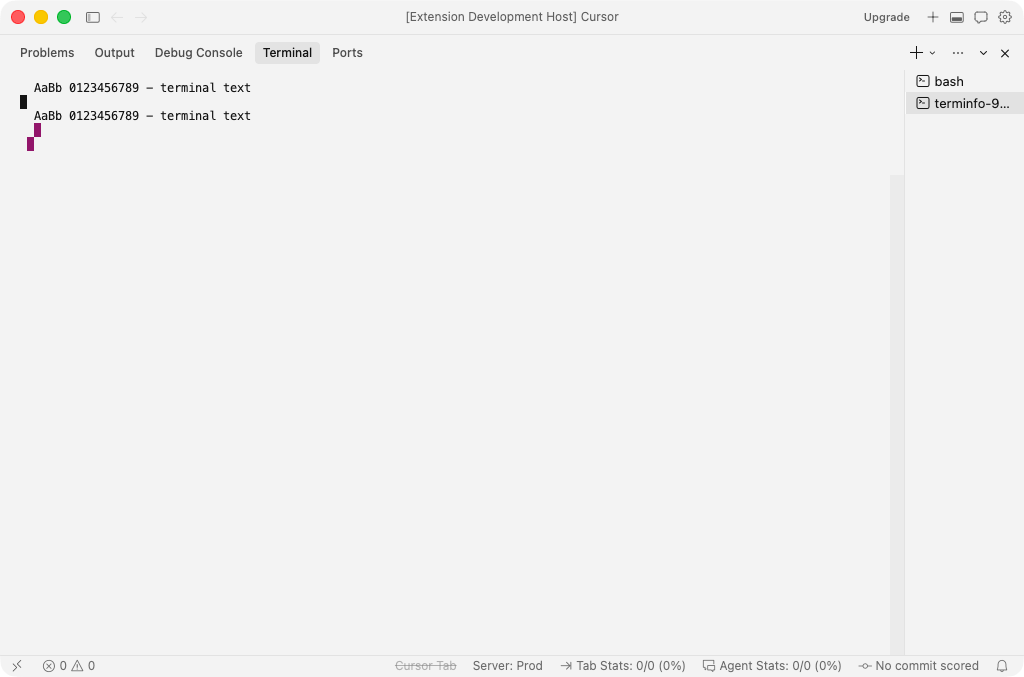 [Extension Development Host] Cursor
Upgrade
Problems Output Debug Console Terminal Ports
AaBb 0123456789 — terminal text
AaBb 0123456789 — terminal text
bash
terminfo-9...
0 0 Cursor Tab Server: Prod Tab Stats: 0/0 (0%) Agent Stats: 0/0 (0%) No commit scored